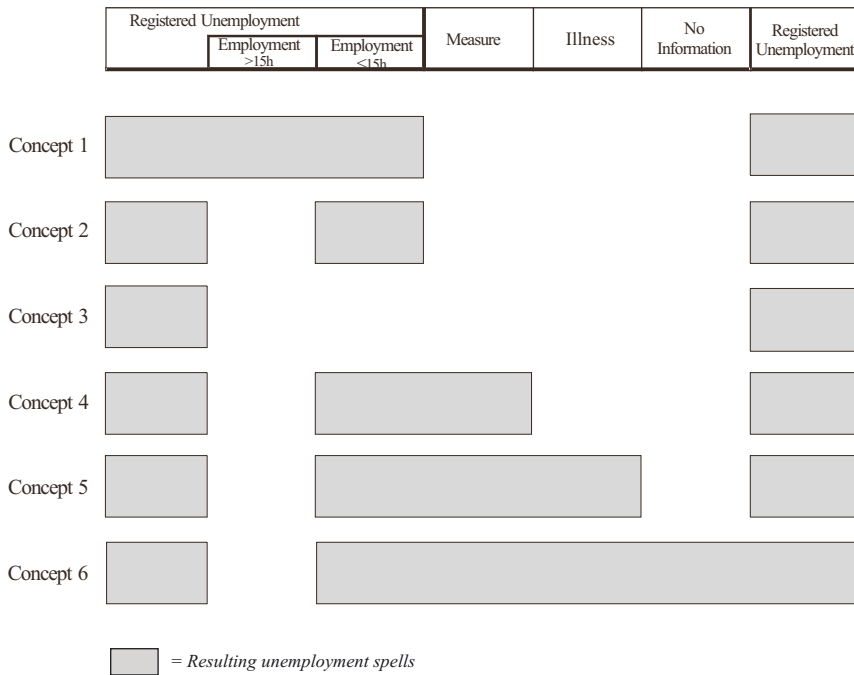 Registered Unemployment
Employment
>15h
Employment
<15h
Measure
Illness
No
Information
Registered
Unemployment
Concept 1
Concept 2
Concept 3
Concept 4
Concept 5
Concept 6
= Resulting unemployment spells